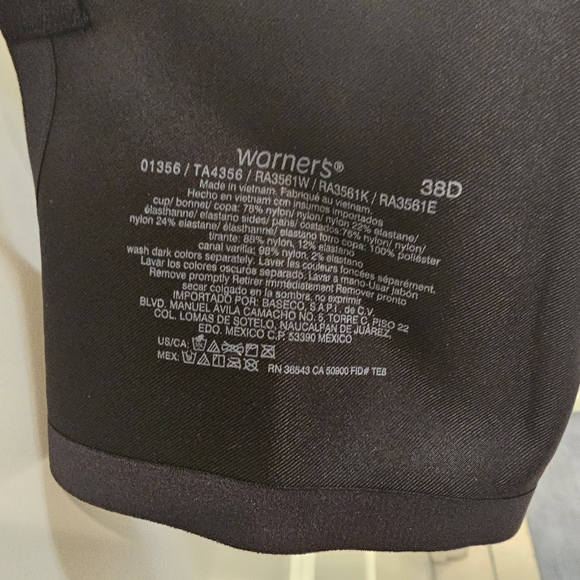 warner's®
38D
01356 / TA4356 / RA3561W / RA3561K / RA3561E
Made in vietnam. Fabriqué au vietnam.
Hecho en vietnam con insumos importados
cup/ bonnet/ copa: 78% nylon/ nylon/ nylon 22% elastane/
élasthanne/ elastano sides/ pans/ costados:76% nylon/ nylon/
nylon 24% elastane/ élasthanne/ elastano forro copa: 100% poliéster
tirante: 88% nylon, 12% elastano
canal varilla: 98% nylon, 2% elastano
wash dark colors separately. Laver les couleurs foncées séparément.
Lavar los colores oscuros separado. Lavar a mano-Usar jabón
Remove promptly Retirer immédiatement Remover pronto
secar colgado en la sombra, no exprimir
IMPORTADO POR: BASECO, S.A.P.I. de C.V.
BLVD. MANUEL ÁVILA CAMACHO NO. 5, TORRE C, PISO 22
COL. LOMAS DE SOTELO, NAUCALPAN DE JUÁREZ,
EDO. MÉXICO C.P. 53390 MÉXICO
US/CA:
MEX:
RN 36543 CA 50900 FID# TE8